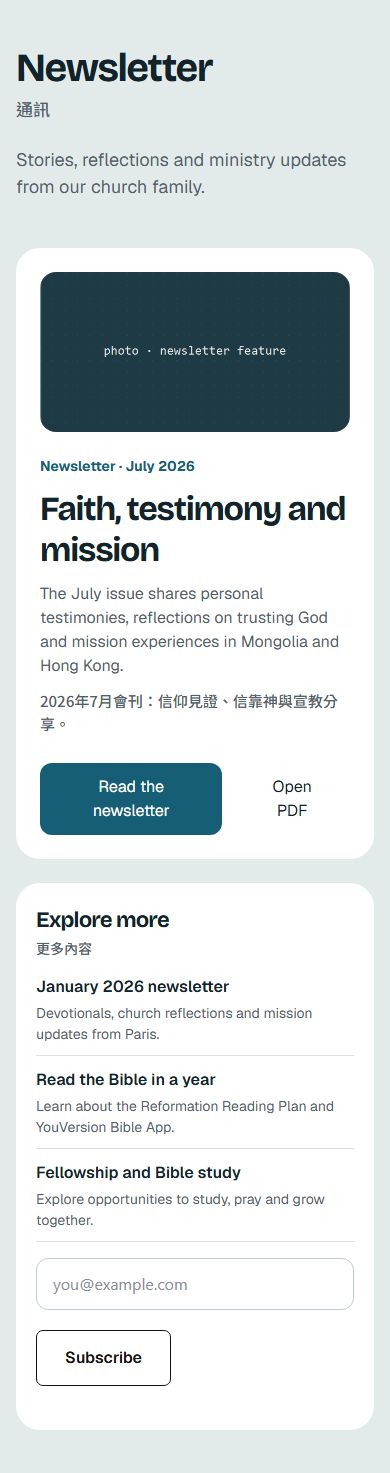 Newsletter
通訊
Stories, reflections and ministry updates
from our church family.
photo · newsletter feature
Newsletter · July 2026
Faith, testimony and
mission
The July issue shares personal
testimonies, reflections on trusting God
and mission experiences in Mongolia and
Hong Kong.
2026年7月會刊：信仰見證、信靠神與宣教分
享。
Read the
newsletter
Open
PDF
Explore more
更多內容
January 2026 newsletter
Devotionals, church reflections and mission
updates from Paris.
Read the Bible in a year
Learn about the Reformation Reading Plan and
YouVersion Bible App.
Fellowship and Bible study
Explore opportunities to study, pray and grow
together.
you@example.com
Subscribe